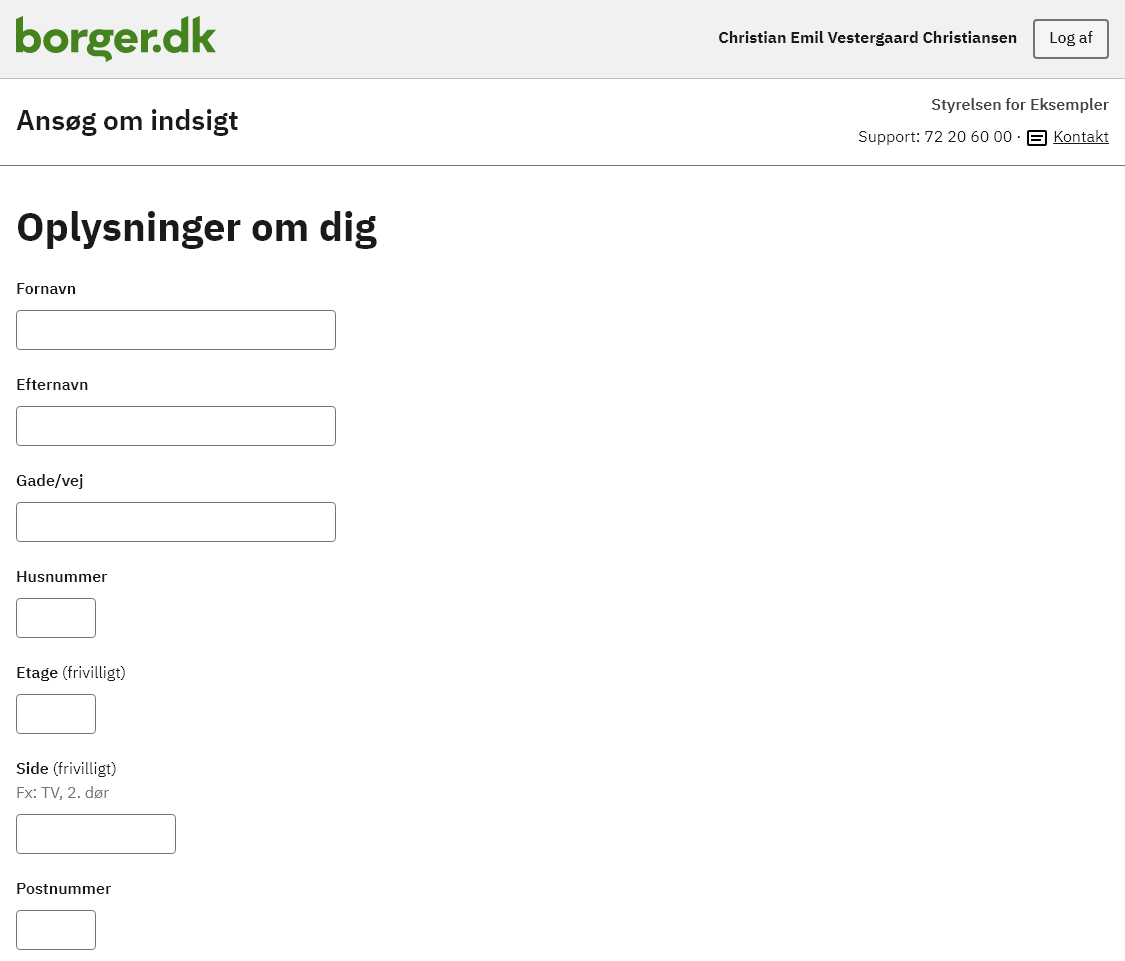 borger.dk
Christian Emil Vestergaard Christiansen
Log af
Ansøg om indsigt
Styrelsen for Eksempler
Support: 72 20 60 00 · Kontakt
Oplysninger om dig
Fornavn
Efternavn
Gade/vej
Husnummer
Etage (frivilligt)
Side (frivilligt)
Fx: TV, 2. dør
Postnummer